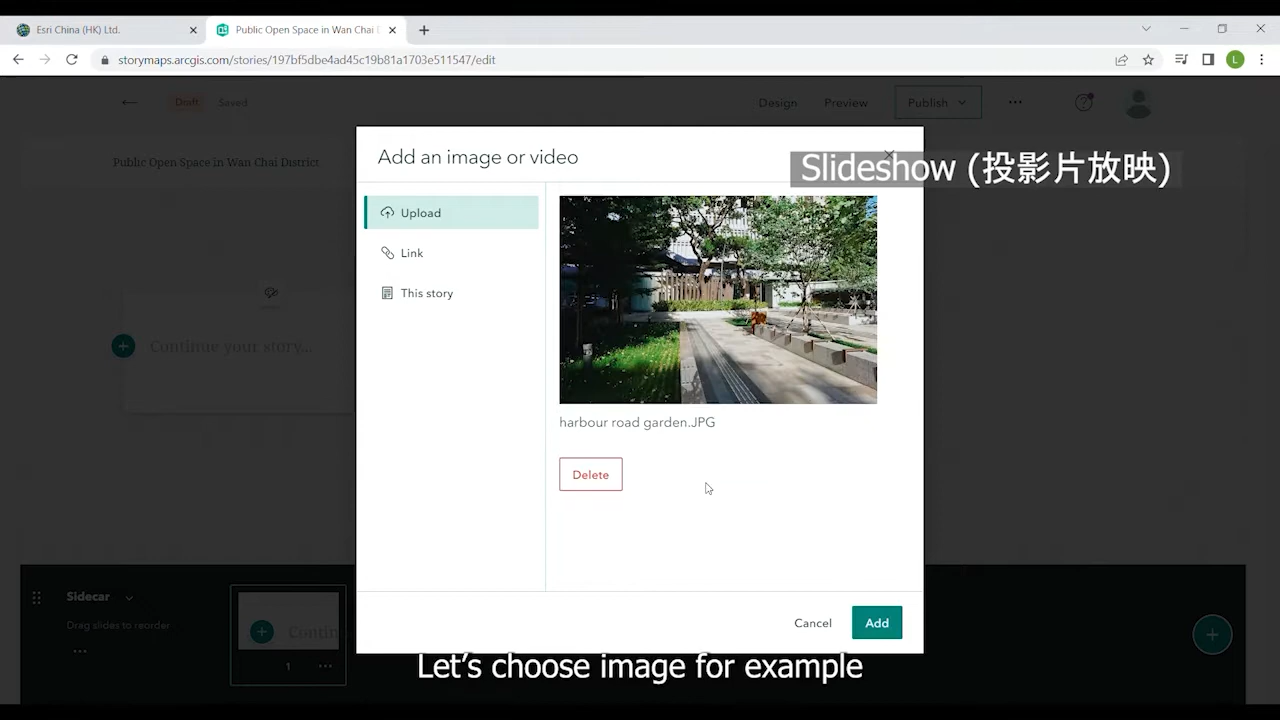 Esri China (HK) Ltd.
Public Open Space in Wan Chai
storymaps.arcgis.com/stories/197bf5dbe4ad45c19b81a1703e511547/edit
L
Draft
Saved
Design
Preview
Publish
Public Open Space in Wan Chai District
Add an image or video
Slideshow (投影片放映)
Upload
Link
This story
harbour road garden.JPG
Delete
Continue your story...
Cancel
Add
Sidecar
Drag slides to reorder
Contin
1
Let's choose image for example